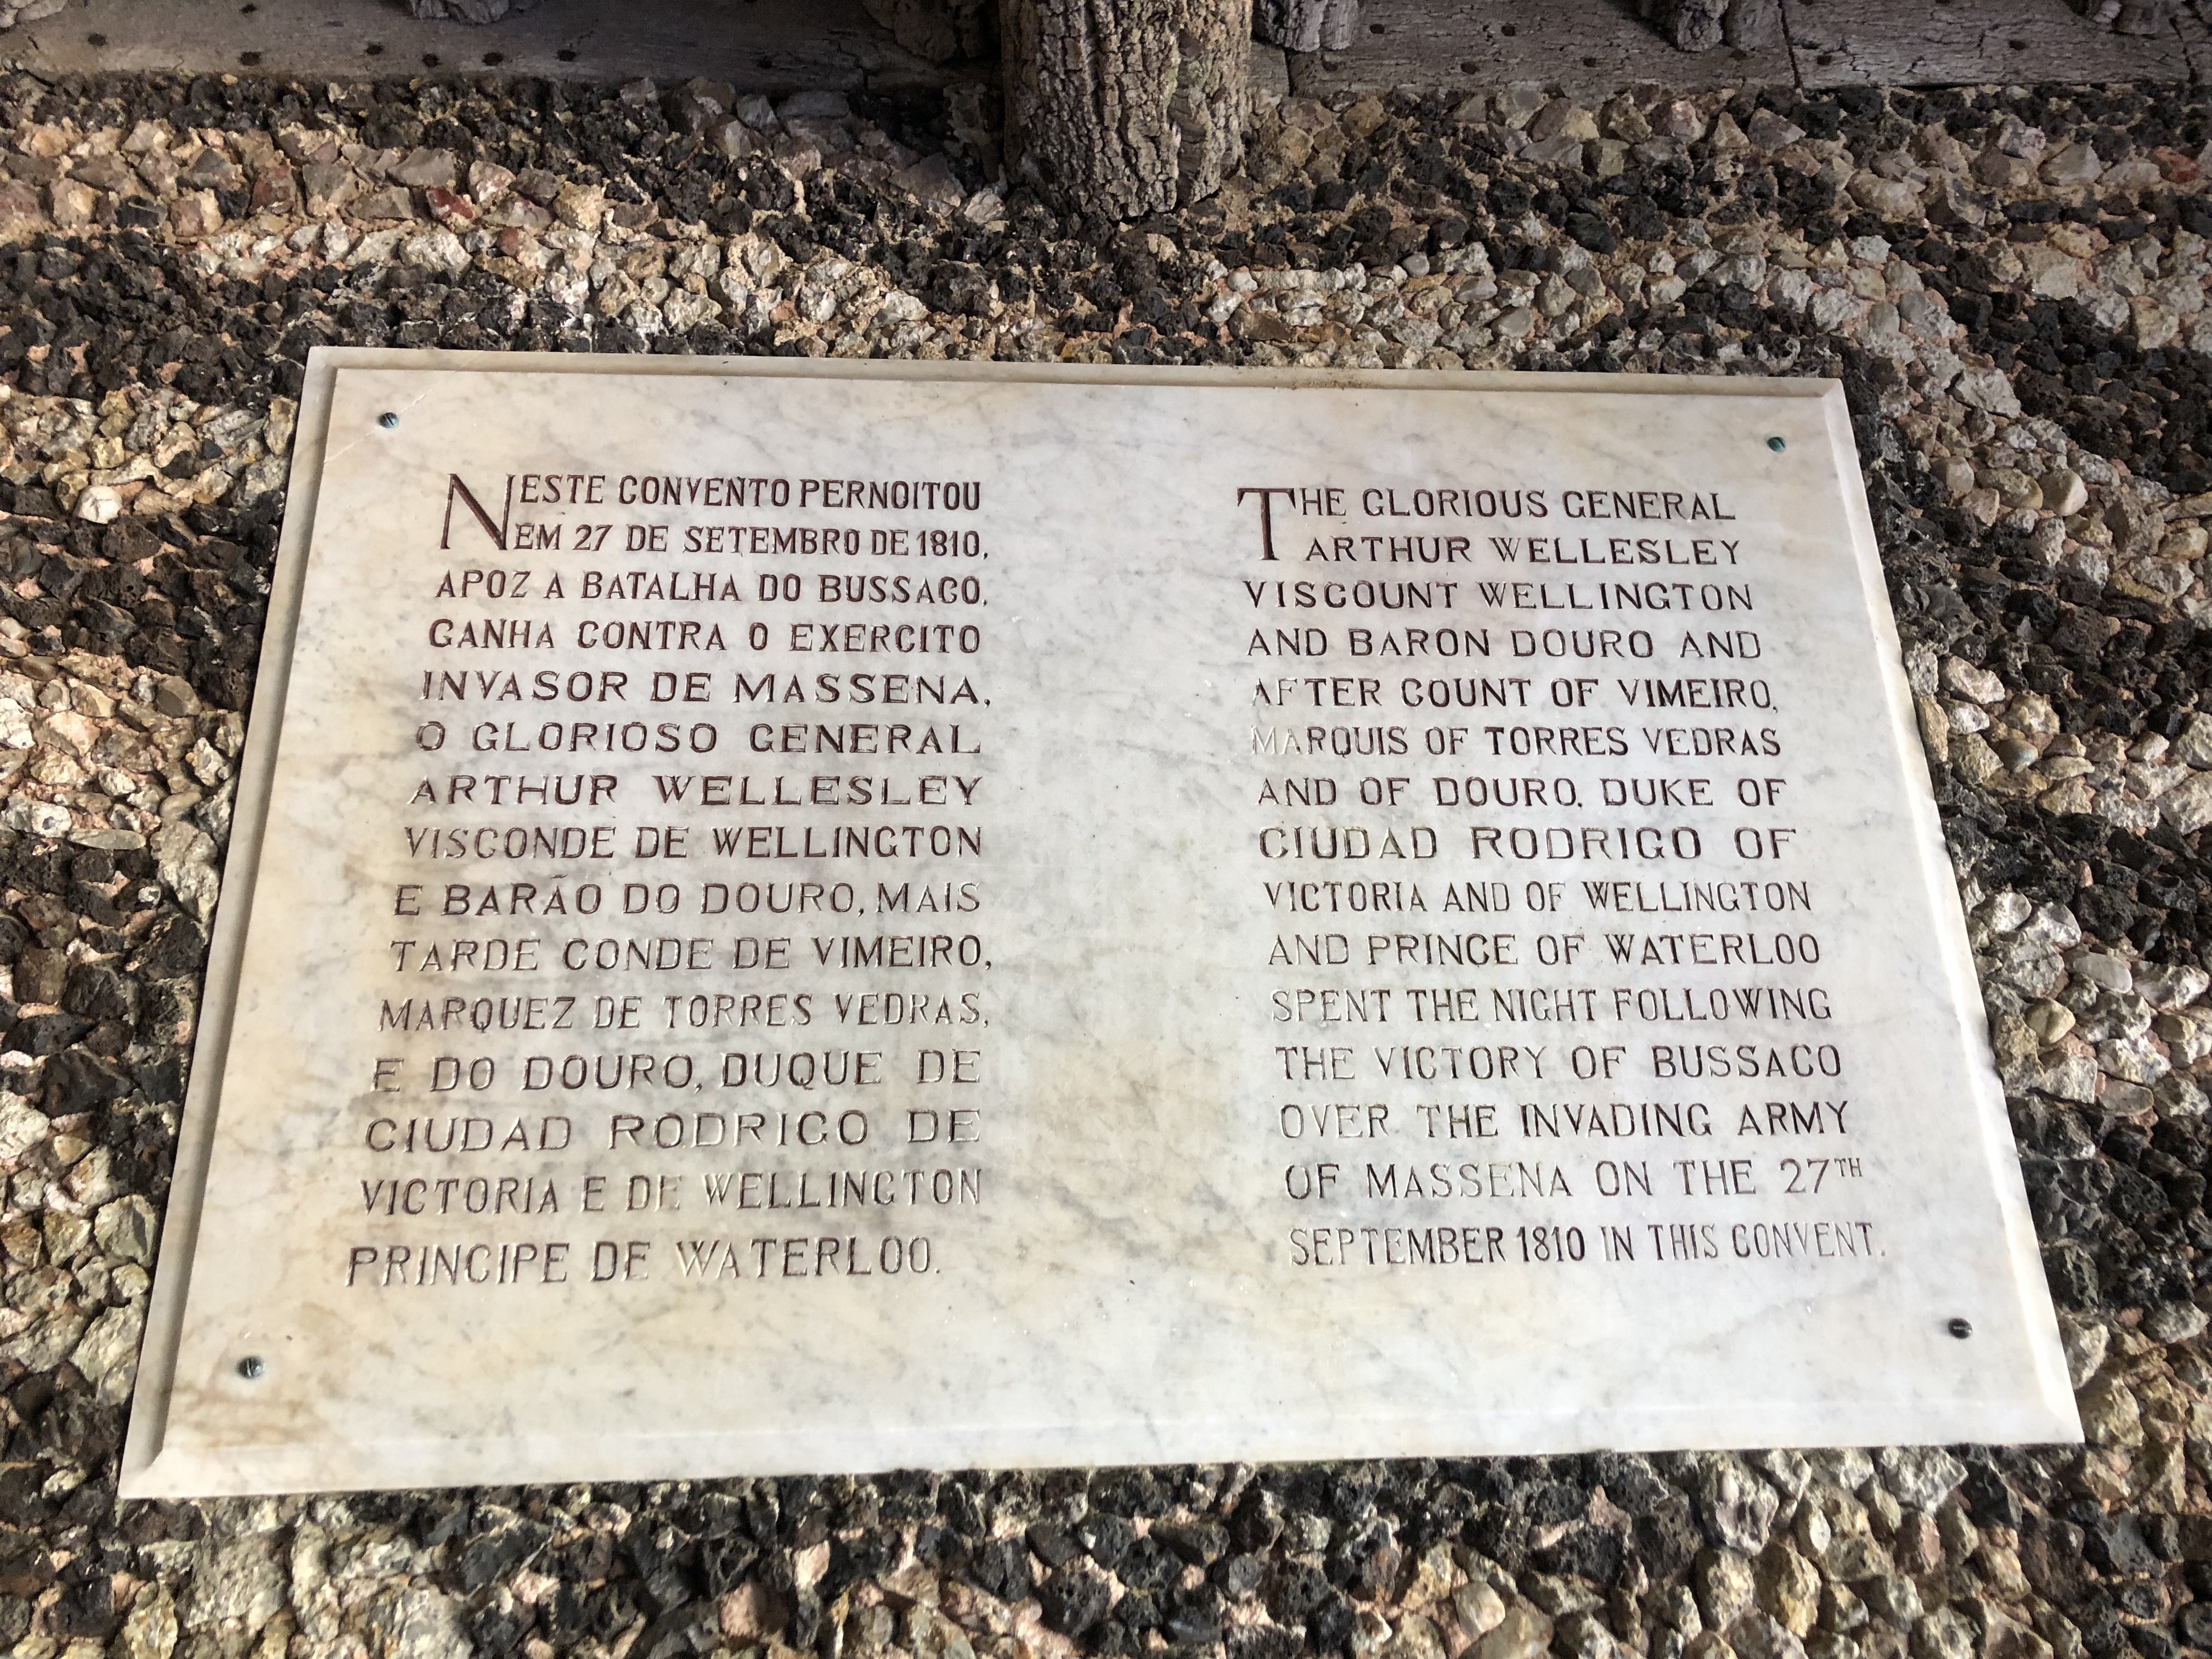 NESTE CONVENTO PERNOITOU
EM 27 DE SETEMBRO DE 1810,
APOZ A BATALHA DO BUSSACO,
GANHA CONTRA O EXERCITO
INVASOR DE MASSENA,
O GLORIOSO GENERAL
ARTHUR WELLESLEY
VISCONDE DE WELLINGTON
E BARÃO DO DOURO, MAIS
TARDE CONDE DE VIMEIRO,
MARQUEZ DE TORRES VEDRAS,
E DO DOURO, DUQUE DE
CIUDAD RODRIGO DE
VICTORIA E DE WELLINGTON
PRINCIPE DE WATERLOO.
THE GLORIOUS GENERAL
ARTHUR WELLESLEY
VISCOUNT WELLINGTON
AND BARON DOURO AND
AFTER COUNT OF VIMEIRO,
MARQUIS OF TORRES VEDRAS
AND OF DOURO, DUKE OF
CIUDAD RODRIGO OF
VICTORIA AND OF WELLINGTON
AND PRINCE OF WATERLOO
SPENT THE NIGHT FOLLOWING
THE VICTORY OF BUSSACO
OVER THE INVADING ARMY
OF MASSENA ON THE 27TH
SEPTEMBER 1810 IN THIS CONVENT.